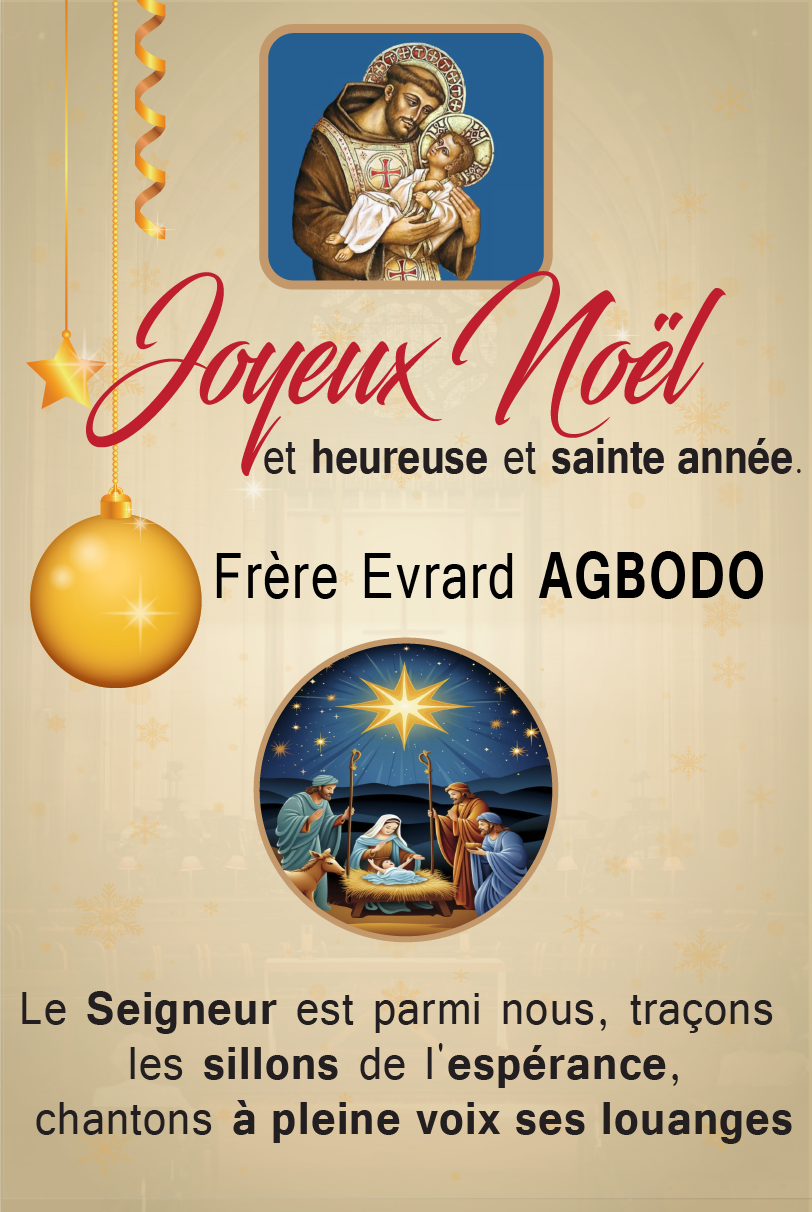 Joyeux Noël
et heureuse et sainte année.
Frère Evrard AGBODO
Le Seigneur est parmi nous, traçons
les sillons de l'espérance,
chantons à pleine voix ses louanges